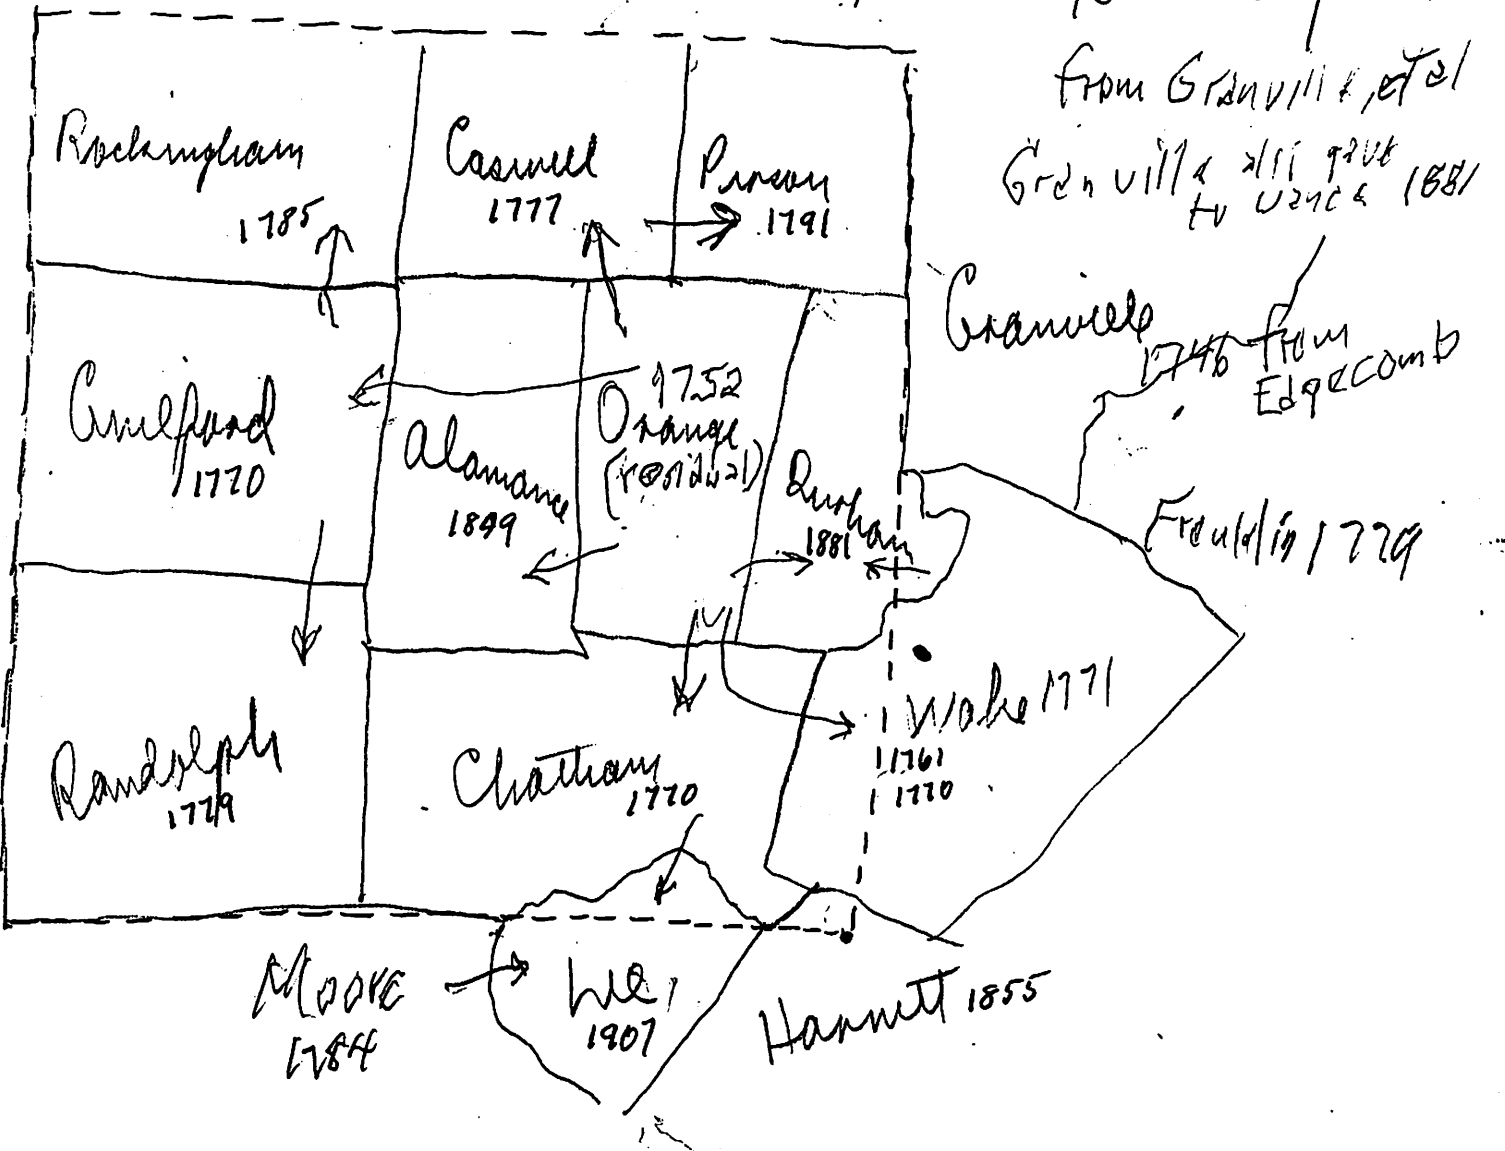 from Granville, et al
Granville also gave
to Vance 1881
Rockingham
1785
Caswell
1777
Person
1791
Granville
1746 from
Edgecomb
Guilford
1770
Alamance
1849
1752
Orange
(residual)
Durham
1881
Franklin 1779
Randolph
1779
Chatham
1770
Wake 1771
1761
1770
Moore
1784
Lee
1907
Harnett 1855